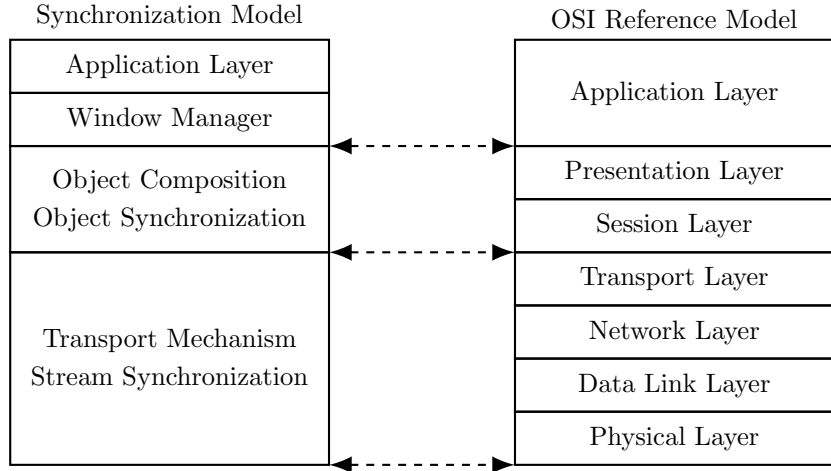 Synchronization Model
Application Layer
Window Manager
Object Composition
Object Synchronization
Transport Mechanism
Stream Synchronization
OSI Reference Model
Application Layer
Presentation Layer
Session Layer
Transport Layer
Network Layer
Data Link Layer
Physical Layer